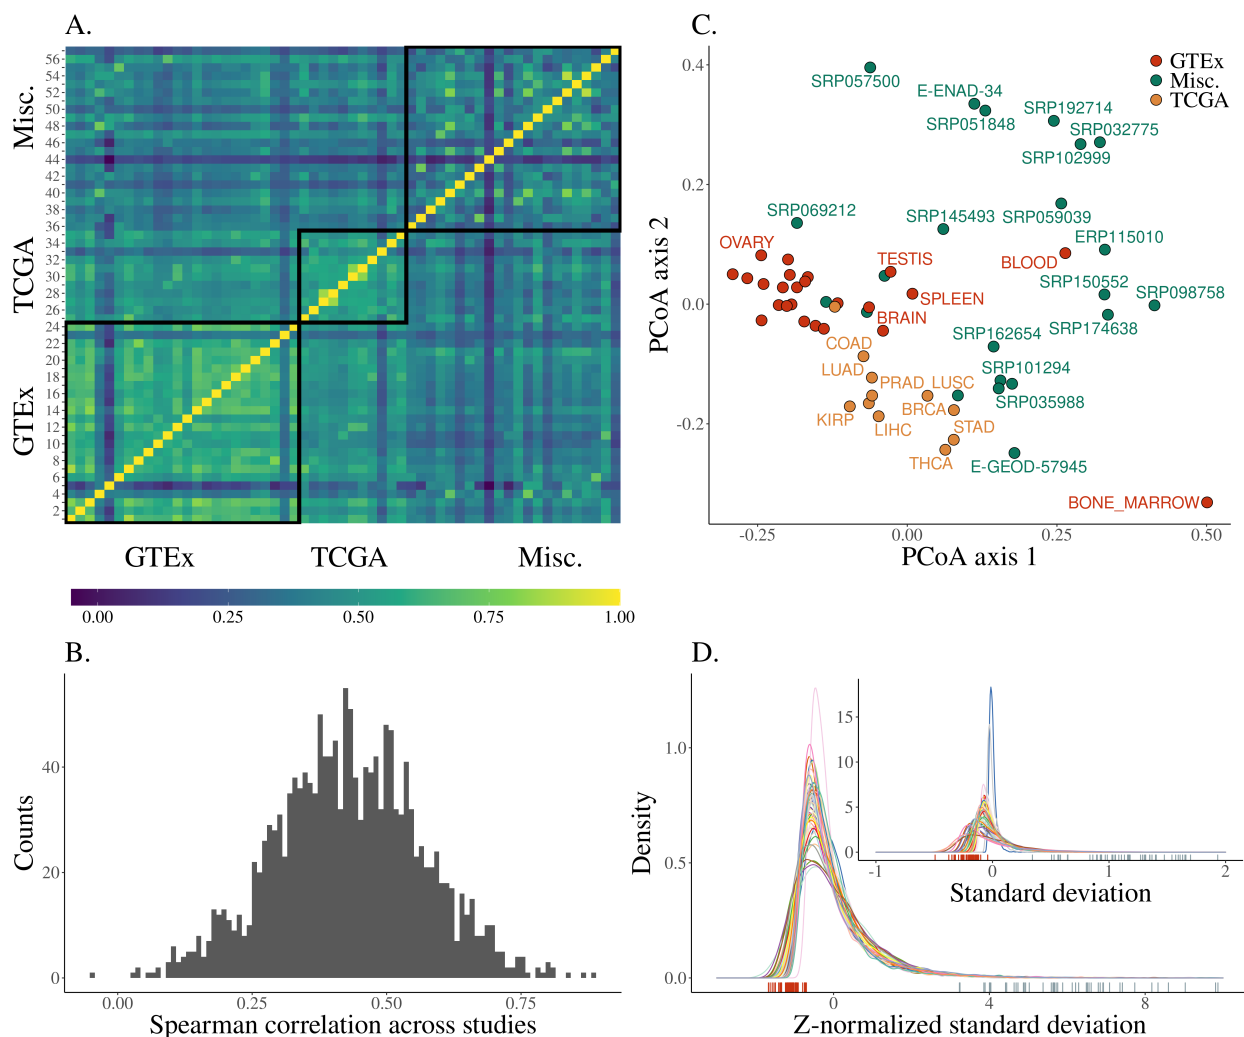 A.
Misc.
TCGA
GTEx
56
54
52
50
48
46
44
42
40
38
36
34
32
30
28
26
24
22
20
18
16
14
12
10
8
6
4
2
GTEx
TCGA
Misc.
0.00
0.25
0.50
0.75
1.00
B.
Counts
40
20
0
0.00
0.25
0.50
0.75
Spearman correlation across studies
C.
GTEx
Misc.
TCGA
PCoA axis 2
0.4
0.2
0.0
-0.2
SRP057500
E-ENAD-34
SRP051848
SRP192714
SRP032775
SRP102999
SRP069212
SRP145493
SRP059039
ERP115010
OVARY
TESTIS
BLOOD
SRP150552
SRP098758
SPLEEN
BRAIN
SRP174638
COAD
SRP162654
LUAD
SRP101294
PRAD
LUSC
SRP035988
KIRP
BRCA
LIHC
STAD
THCA
E-GEOD-57945
BONE_MARROW
-0.25
0.00
0.25
0.50
PCoA axis 1
D.
Density
1.0
0.5
0.0
0
4
8
Z-normalized standard deviation
15
10
5
0
-1
0
1
2
Standard deviation